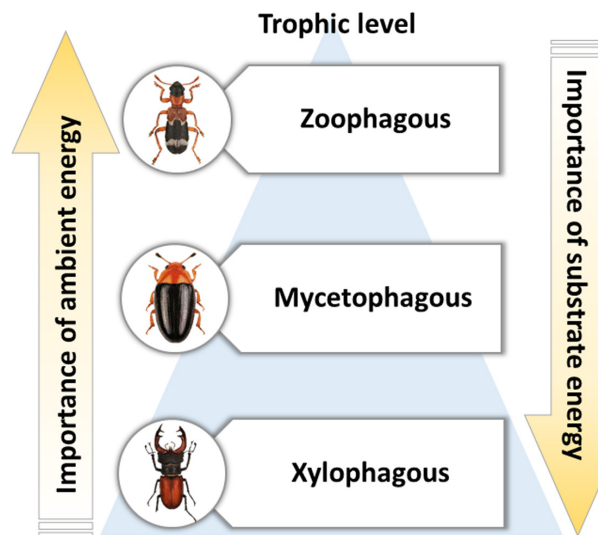 Trophic level
Importance of ambient energy
Zoophagous
Mycetophagous
Xylophagous
Importance of substrate energy